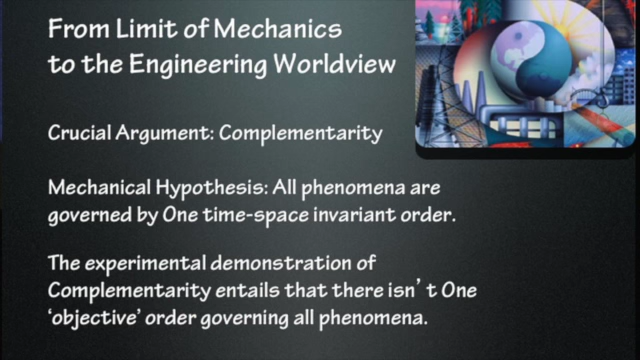 From Limit of Mechanics
to the Engineering Worldview
Crucial Argument: Complementarity
Mechanical Hypothesis: All phenomena are
governed by One time-space invariant order.
The experimental demonstration of
Complementarity entails that there isn’t One
‘objective’ order governing all phenomena.